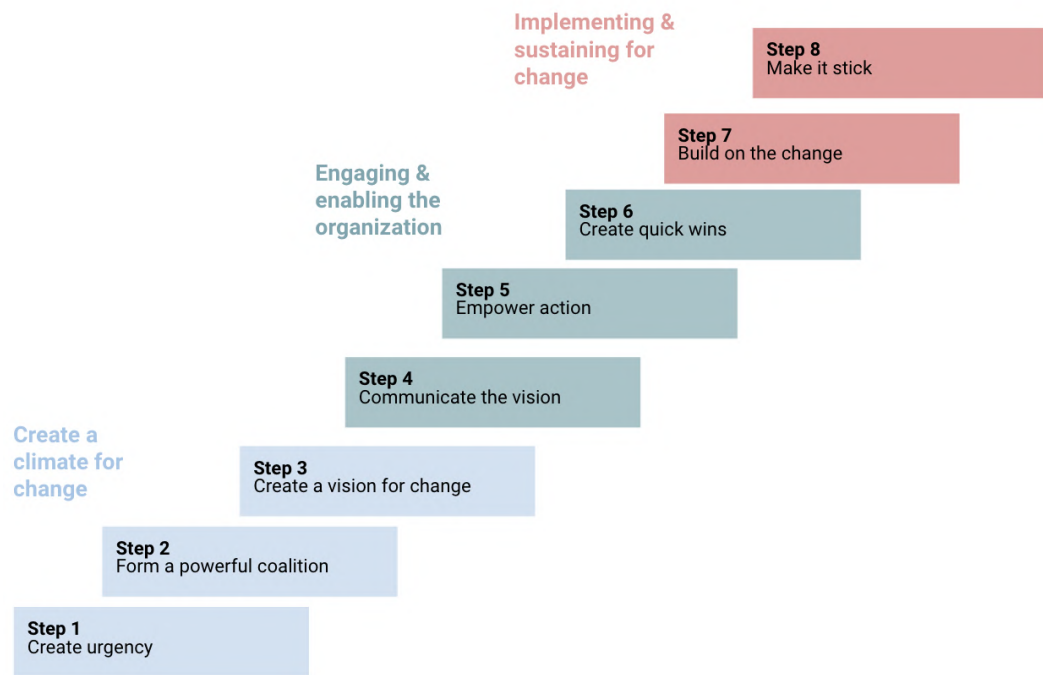 Implementing &
sustaining for
change
Step 8
Make it stick
Step 7
Build on the change
Engaging &
enabling the
organization
Step 6
Create quick wins
Step 5
Empower action
Step 4
Communicate the vision
Create a
climate for
change
Step 3
Create a vision for change
Step 2
Form a powerful coalition
Step 1
Create urgency